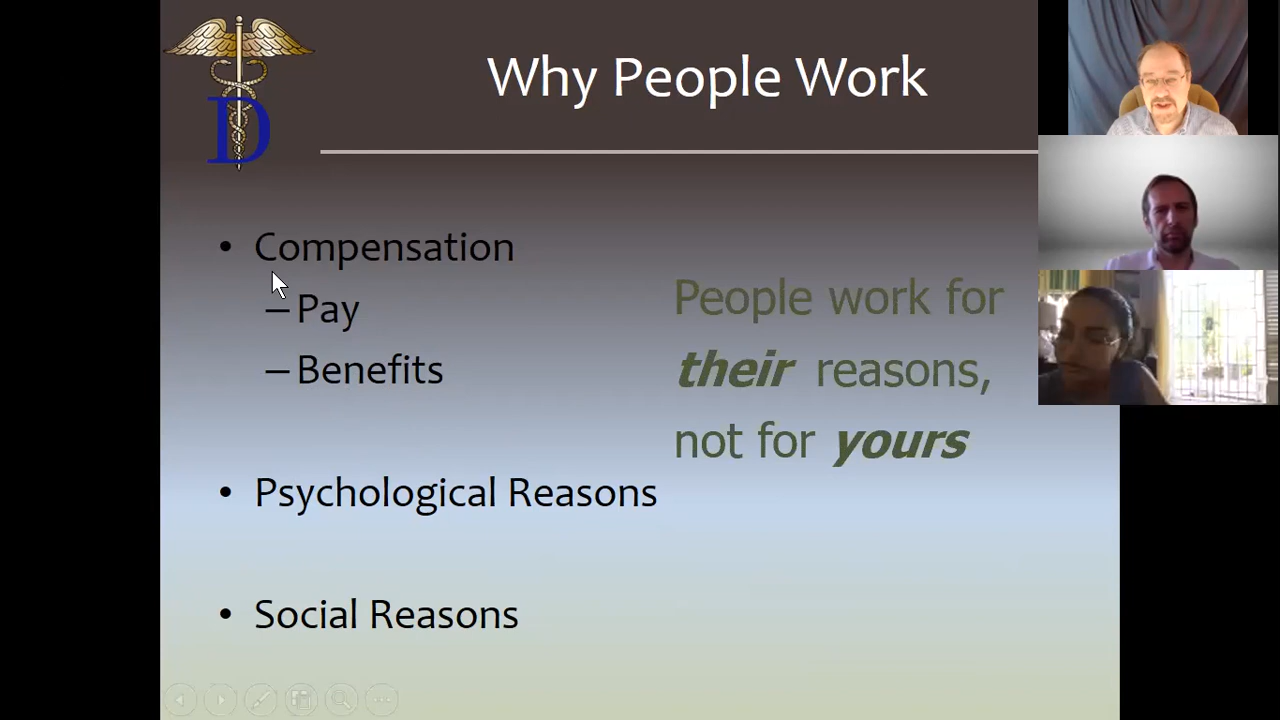 D
Why People Work
• Compensation
– Pay
– Benefits
People work for
their reasons,
not for yours
• Psychological Reasons
• Social Reasons